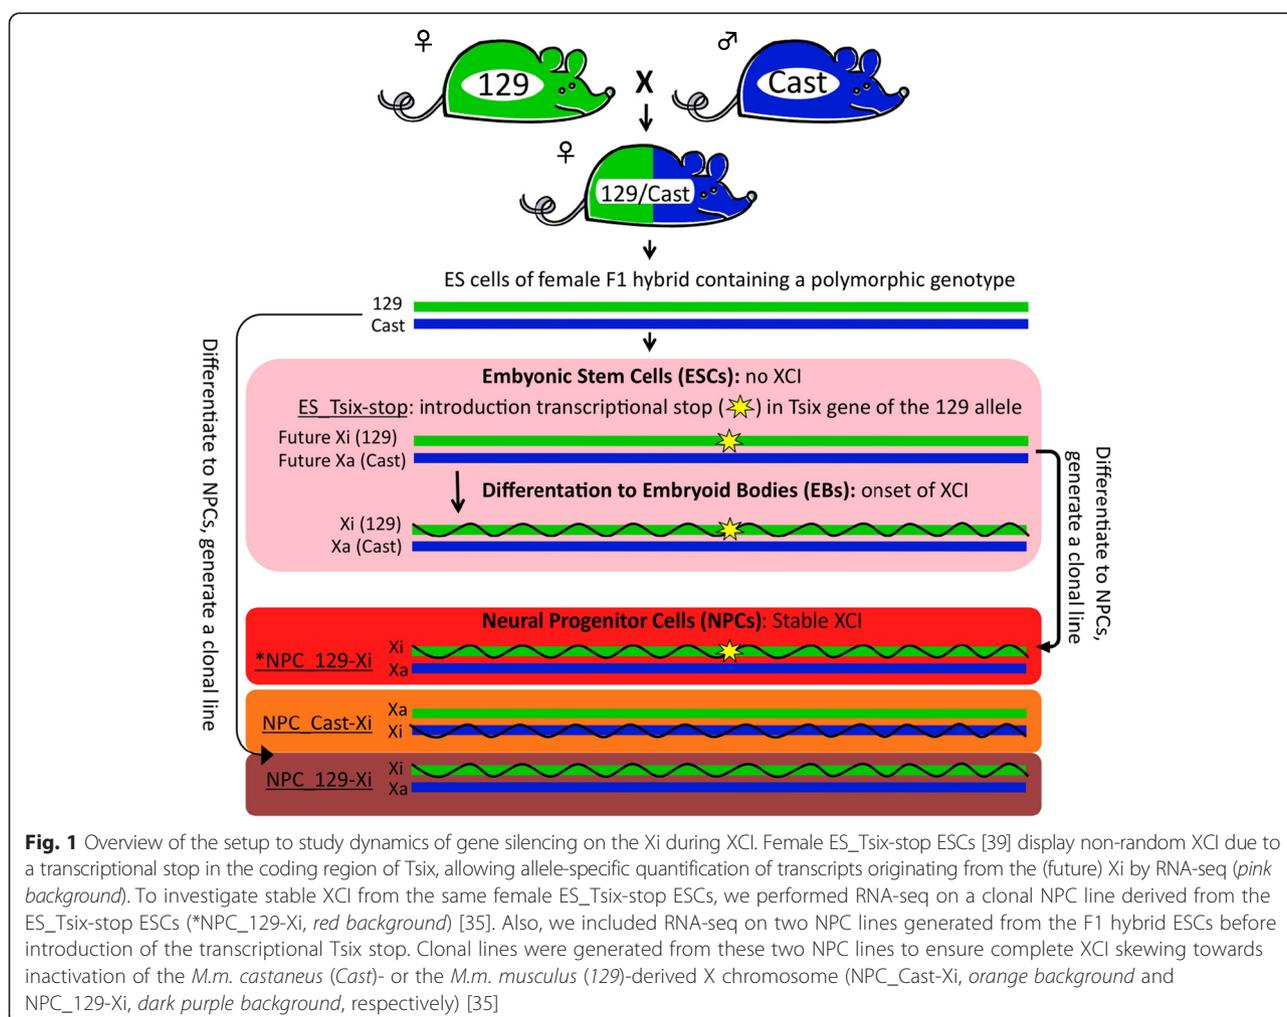 ♀
♂
129
X
Cast
♀
129/Cast
ES cells of female F1 hybrid containing a polymorphic genotype
129
Cast
Differentiate to NPCs, generate a clonal line
Embyonic Stem Cells (ESCs): no XCI
ES_Tsix-stop: introduction transcriptional stop ( ) in Tsix gene of the 129 allele
Future Xi (129)
Future Xa (Cast)
Differentation to Embryoid Bodies (EBs): onset of XCI
Xi (129)
Xa (Cast)
Differentiate to NPCs,
generate a clonal line
Neural Progenitor Cells (NPCs): Stable XCI
*NPC_129-Xi
Xi
Xa
NPC_Cast-Xi
Xa
Xi
NPC_129-Xi
Xi
Xa
Fig. 1 Overview of the setup to study dynamics of gene silencing on the Xi during XCI. Female ES_Tsix-stop ESCs [39] display non-random XCI due to
a transcriptional stop in the coding region of Tsix, allowing allele-specific quantification of transcripts originating from the (future) Xi by RNA-seq (pink
background). To investigate stable XCI from the same female ES_Tsix-stop ESCs, we performed RNA-seq on a clonal NPC line derived from the
ES_Tsix-stop ESCs (*NPC_129-Xi, red background) [35]. Also, we included RNA-seq on two NPC lines generated from the F1 hybrid ESCs before
introduction of the transcriptional Tsix stop. Clonal lines were generated from these two NPC lines to ensure complete XCI skewing towards
inactivation of the M.m. castaneus (Cast)- or the M.m. musculus (129)-derived X chromosome (NPC_Cast-Xi, orange background and
NPC_129-Xi, dark purple background, respectively) [35]